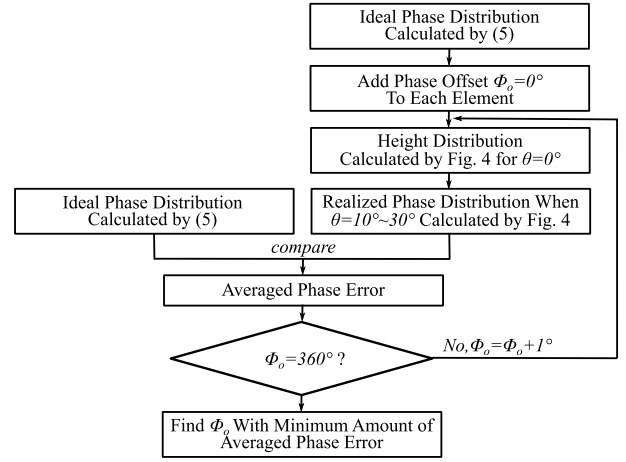 Ideal Phase Distribution
Calculated by (5)
Add Phase Offset Φo=0°
To Each Element
Height Distribution
Calculated by Fig. 4 for θ=0°
Ideal Phase Distribution
Calculated by (5)
Realized Phase Distribution When
θ=10°~30° Calculated by Fig. 4
compare
Averaged Phase Error
Φo=360° ?
No,Φo=Φo+1°
Find Φo With Minimum Amount of
Averaged Phase Error